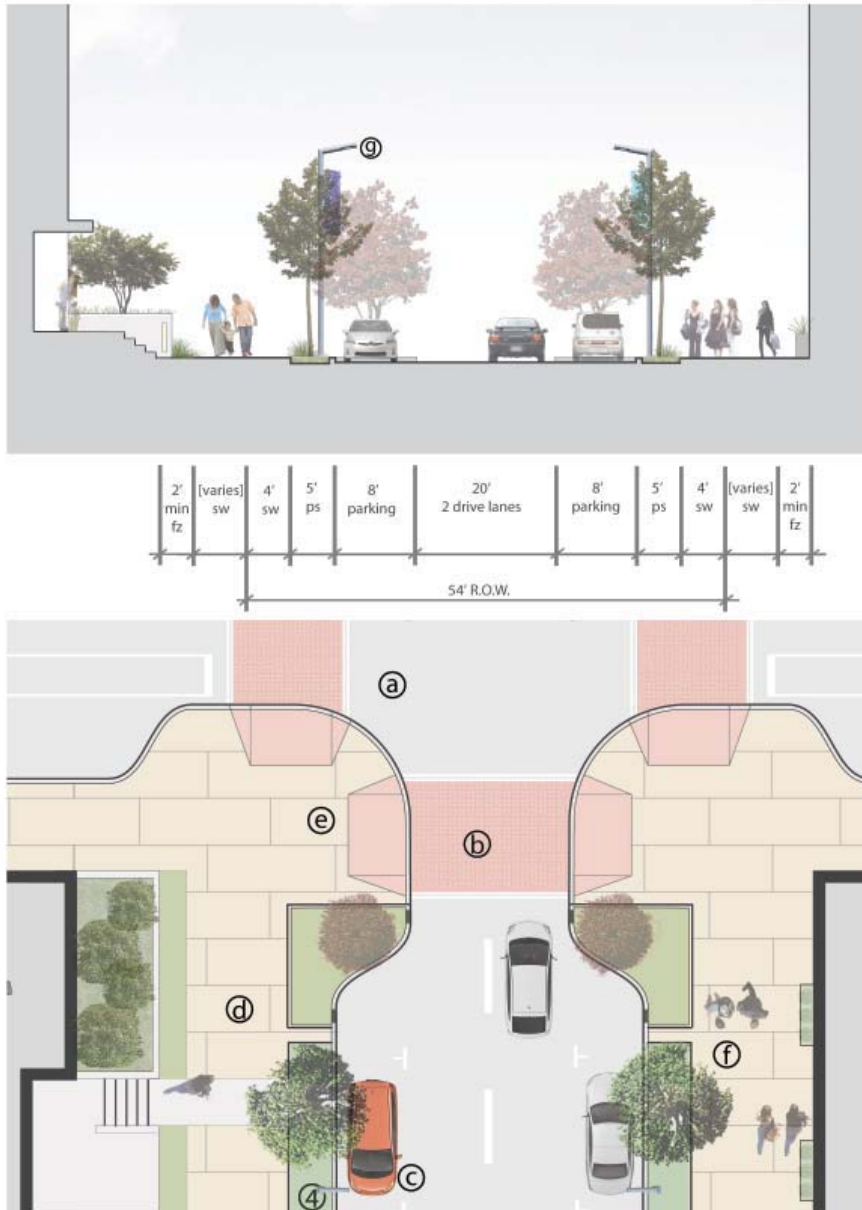 g
2'
min
fz
[varies]
sw
4'
sw
5'
ps
8'
parking
20'
2 drive lanes
8'
parking
5'
ps
4'
sw
[varies]
sw
2'
min
fz
54' R.O.W.
a
e
b
d
f
c
4